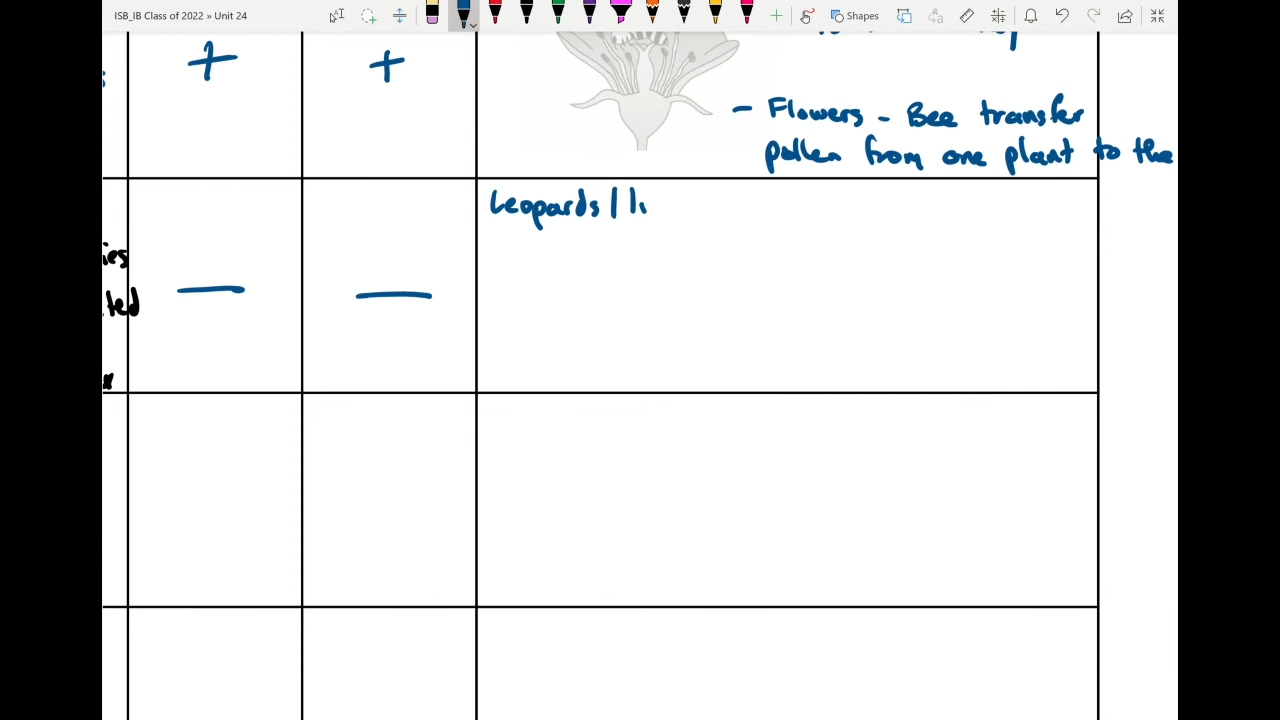 ISB_IB Class of 2022 » Unit 24
Shapes
+ +
- Flowers - Bee transfer
pollen from one plant to the
Leopards / li
ies
ted
— —